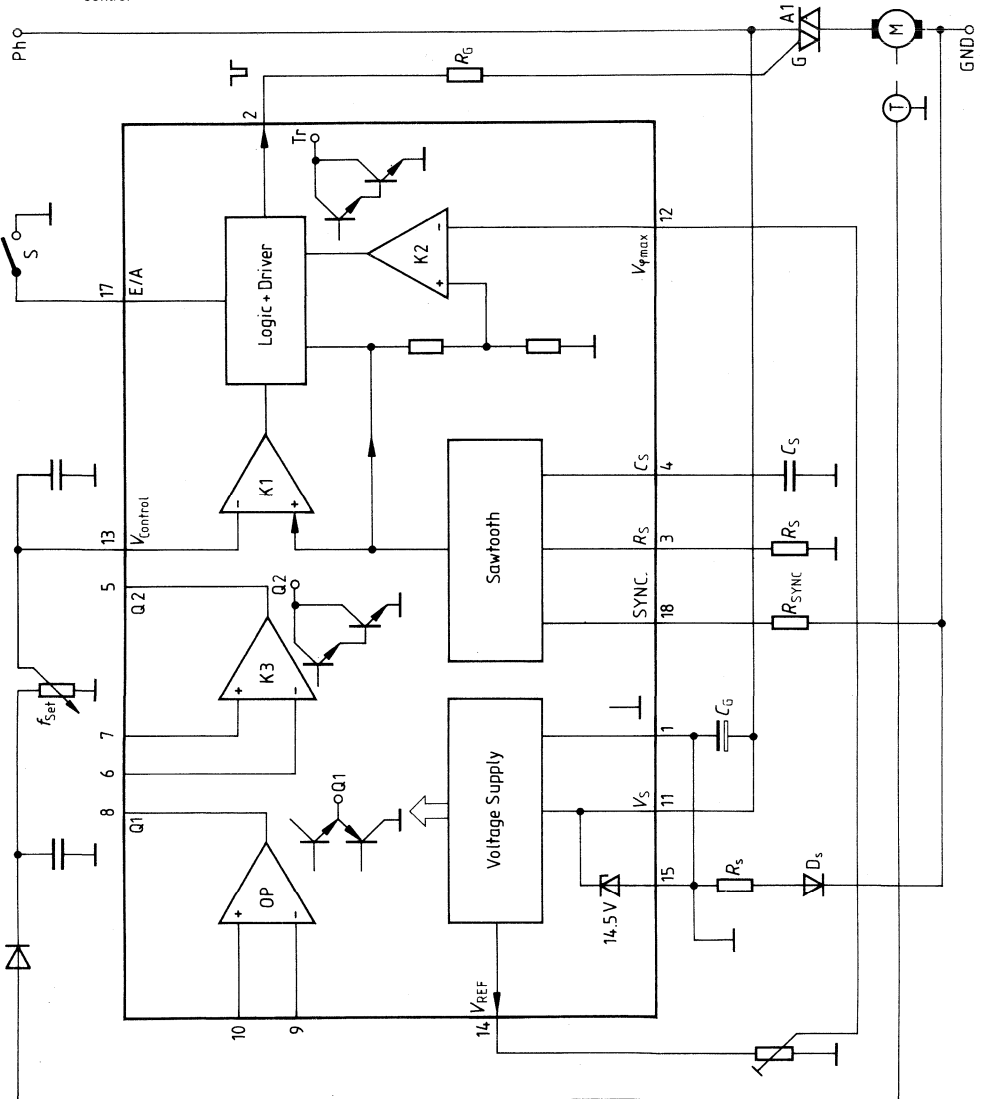 Control
Ph
A1
G
M
GND
R_G
T
2
Tr
S
17
E/A
Logic + Driver
K2
+
-
12
V_φmax
K1
-
+
13
V_Control
5
Q2
Q2
K3
+
-
f_Set
7
6
8
Q1
Q1
OP
+
-
10
9
Sawtooth
C_S
4
C_S
R_S
3
R_S
SYNC.
18
R_SYNC
Voltage Supply
1
C_G
V_S
11
15
14.5 V
R_s
D_s
14
V_REF